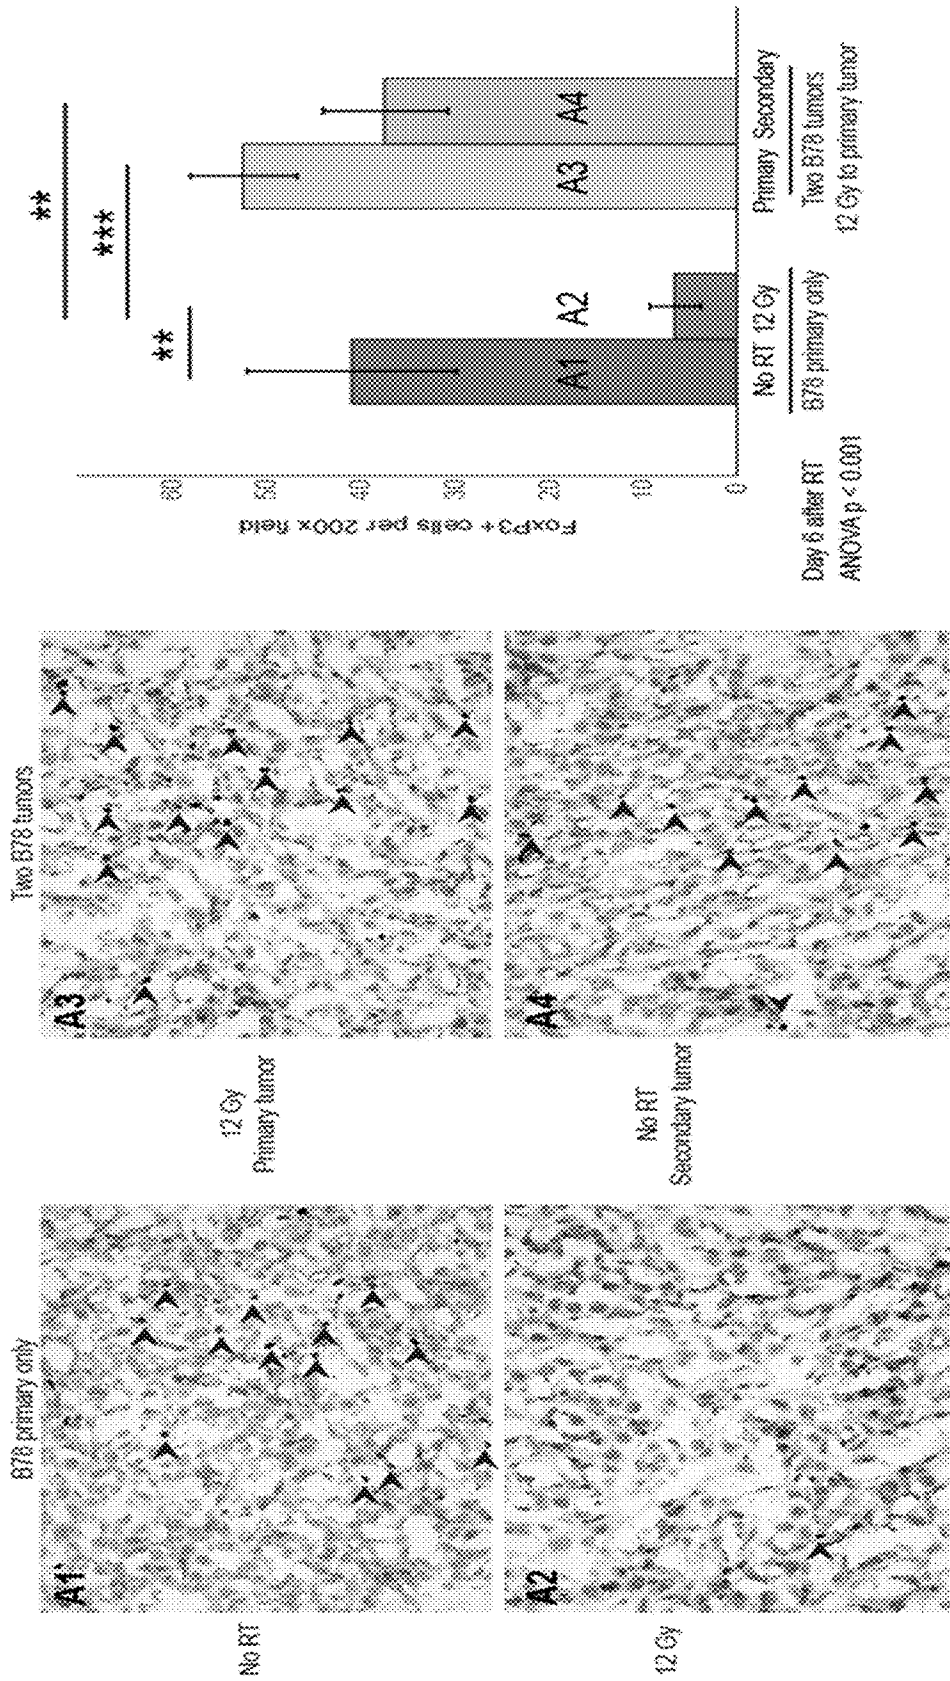 B78 primary only
Two B78 tumors
No RT
A1
12 Gy
Primary tumor
A3
12 Gy
A2
No RT
Secondary tumor
A4
**
***
**
FoxP3 + cells per 200x field
60
50
40
30
20
10
0
A1
A2
A3
A4
No RT 12 Gy
Primary Secondary
B78 primary only
Two B78 tumors
12 Gy to primary tumor
Day 6 after RT
ANOVA p < 0.001